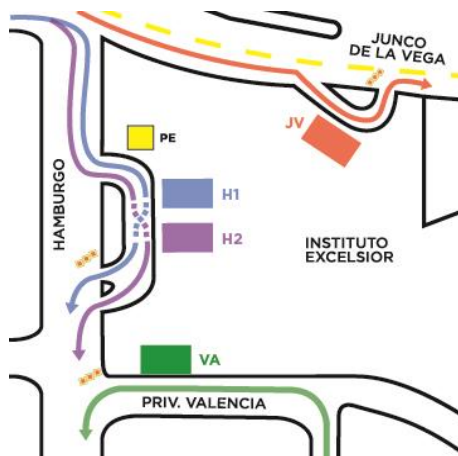 JUNCO
DE LA VEGA
JV
PE
HAMBURGO
H1
H2
INSTITUTO
EXCELSIOR
VA
PRIV. VALENCIA